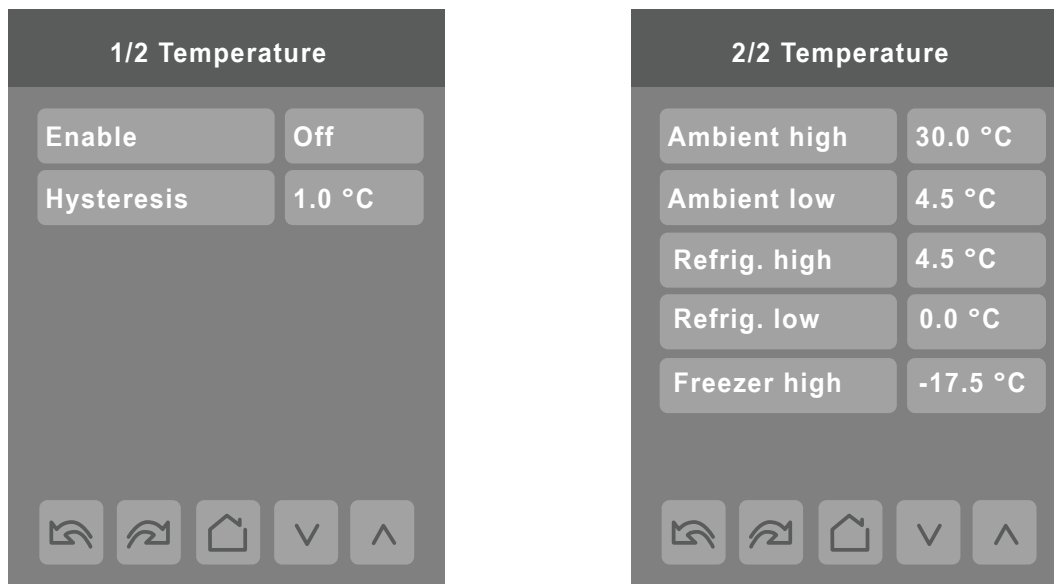 1/2 Temperature
Enable Off
Hysteresis 1.0 °C
2/2 Temperature
Ambient high 30.0 °C
Ambient low 4.5 °C
Refrig. high 4.5 °C
Refrig. low 0.0 °C
Freezer high -17.5 °C